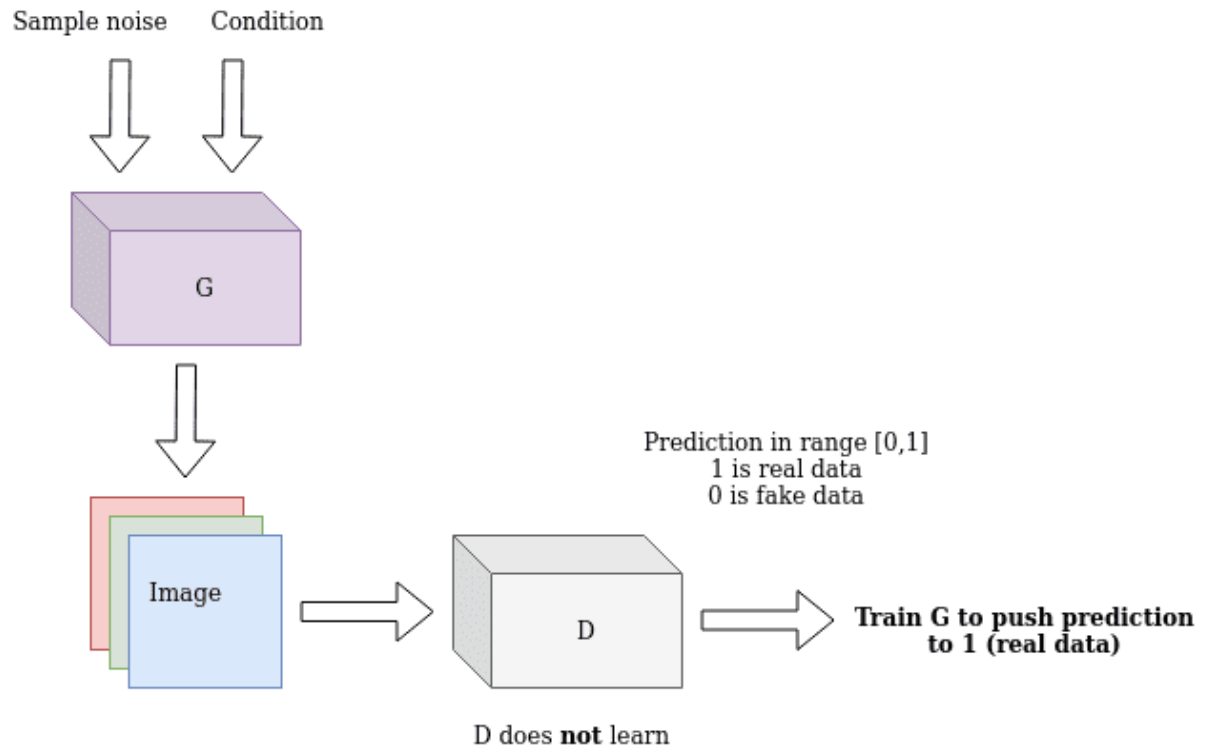 Sample noise
Condition
G
Image
Prediction in range [0,1]
1 is real data
0 is fake data
D
Train G to push prediction
to 1 (real data)
D does not learn